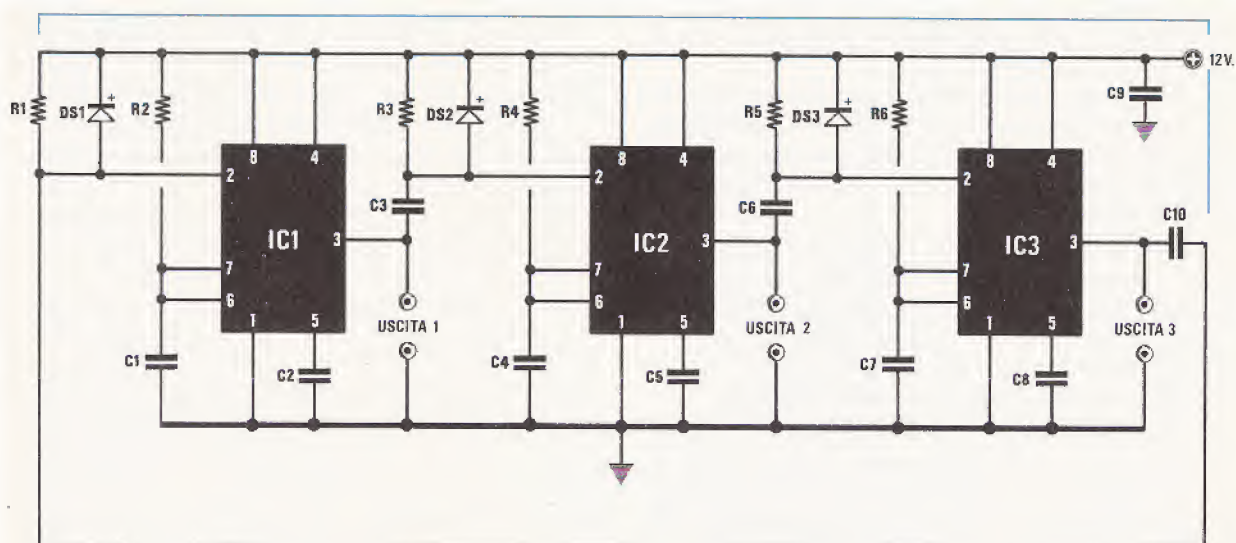 12V.
R1
DS1
+
R2
R3
DS2
+
R4
R5
DS3
+
R6
C9
8
4
2
IC1
3
7
6
1
5
C1
C2
C3
USCITA 1
8
4
2
IC2
3
7
6
1
5
C4
C5
C6
USCITA 2
8
4
2
IC3
3
7
6
1
5
C7
C8
C10
USCITA 3